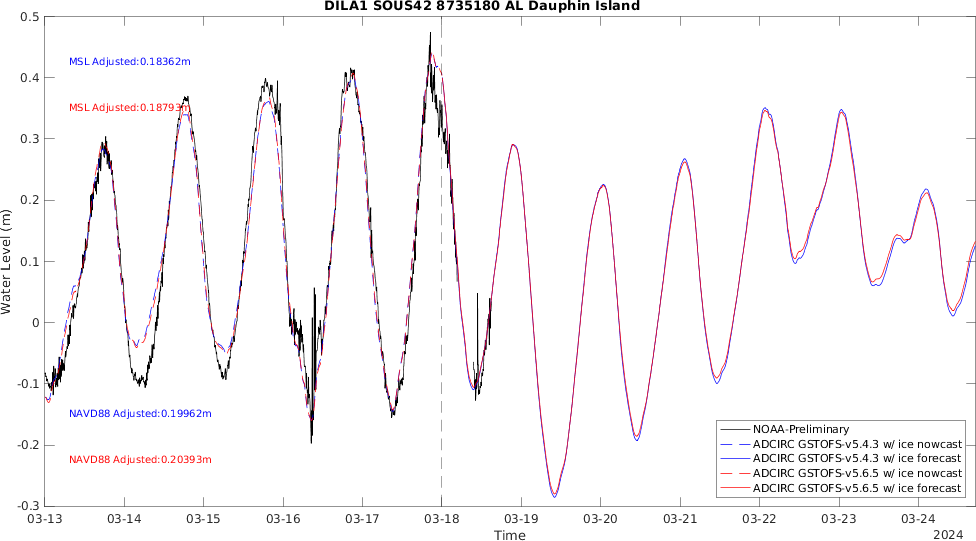 DILA1 SOUS42 8735180 AL Dauphin Island
0.5
0.4
0.3
0.2
0.1
0
-0.1
-0.2
-0.3
Water Level (m)
MSL Adjusted:0.18362m
MSL Adjusted:0.18793m
NAVD88 Adjusted:0.19962m
NAVD88 Adjusted:0.20393m
NOAA-Preliminary
ADCIRC GSTOFS-v5.4.3 w/ ice nowcast
ADCIRC GSTOFS-v5.4.3 w/ ice forecast
ADCIRC GSTOFS-v5.6.5 w/ ice nowcast
ADCIRC GSTOFS-v5.6.5 w/ ice forecast
03-13 03-14 03-15 03-16 03-17 03-18 03-19 03-20 03-21 03-22 03-23 03-24
Time
2024